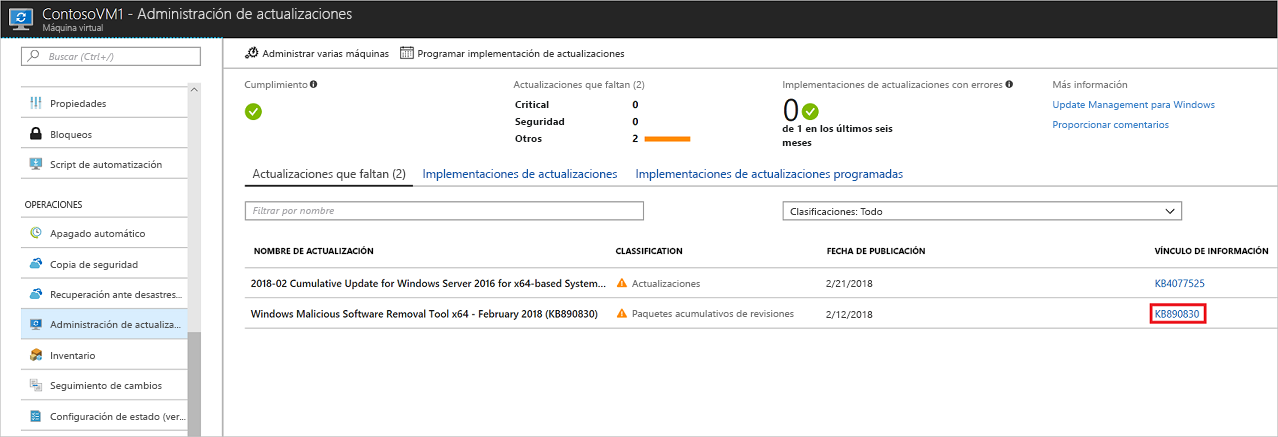 ContosoVM1 - Administración de actualizaciones
Máquina virtual
Buscar (Ctrl+/)
Propiedades
Bloqueos
Script de automatización
OPERACIONES
Apagado automático
Copia de seguridad
Recuperación ante desastres...
Administración de actualiza...
Inventario
Seguimiento de cambios
Configuración de estado (ver...
Administrar varias máquinas
Programar implementación de actualizaciones
Cumplimiento
Actualizaciones que faltan (2)
Critical 0
Seguridad 0
Otros 2
Implementaciones de actualizaciones con errores
0
de 1 en los últimos seis
meses
Más información
Update Management para Windows
Proporcionar comentarios
Actualizaciones que faltan (2) Implementaciones de actualizaciones Implementaciones de actualizaciones programadas
Filtrar por nombre
Clasificaciones: Todo
NOMBRE DE ACTUALIZACIÓN CLASSIFICATION FECHA DE PUBLICACIÓN VÍNCULO DE INFORMACIÓN
2018-02 Cumulative Update for Windows Server 2016 for x64-based System... Actualizaciones 2/21/2018 KB4077525
Windows Malicious Software Removal Tool x64 - February 2018 (KB890830) Paquetes acumulativos de revisiones 2/12/2018 KB890830